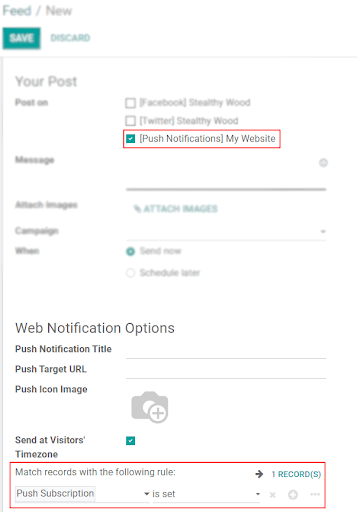 Feed / New
SAVE DISCARD
Your Post
Post on
[Facebook] Stealthy Wood
[Twitter] Stealthy Wood
[Push Notifications] My Website
Message
Attach Images ATTACH IMAGES
Campaign
When Send now
Schedule later
Web Notification Options
Push Notification Title
Push Target URL
Push Icon Image
Send at Visitors'
Timezone
Match records with the following rule: 1 RECORD(S)
Push Subscription is set